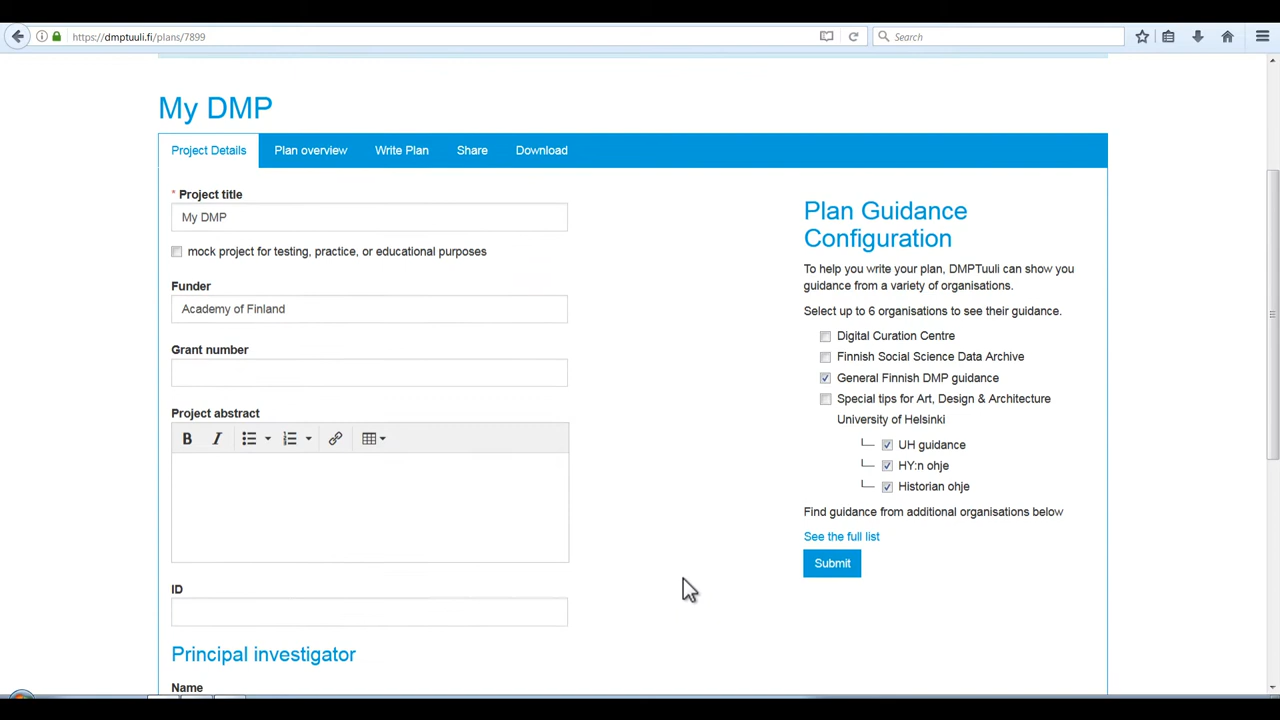 https://dmptuuli.fi/plans/7899
Search
My DMP
Project Details
Plan overview
Write Plan
Share
Download
* Project title
My DMP
mock project for testing, practice, or educational purposes
Funder
Academy of Finland
Grant number
Project abstract
B I
ID
Principal investigator
Name
Plan Guidance
Configuration
To help you write your plan, DMPTuuli can show you
guidance from a variety of organisations.
Select up to 6 organisations to see their guidance.
Digital Curation Centre
Finnish Social Science Data Archive
General Finnish DMP guidance
Special tips for Art, Design & Architecture
University of Helsinki
UH guidance
HY:n ohje
Historian ohje
Find guidance from additional organisations below
See the full list
Submit